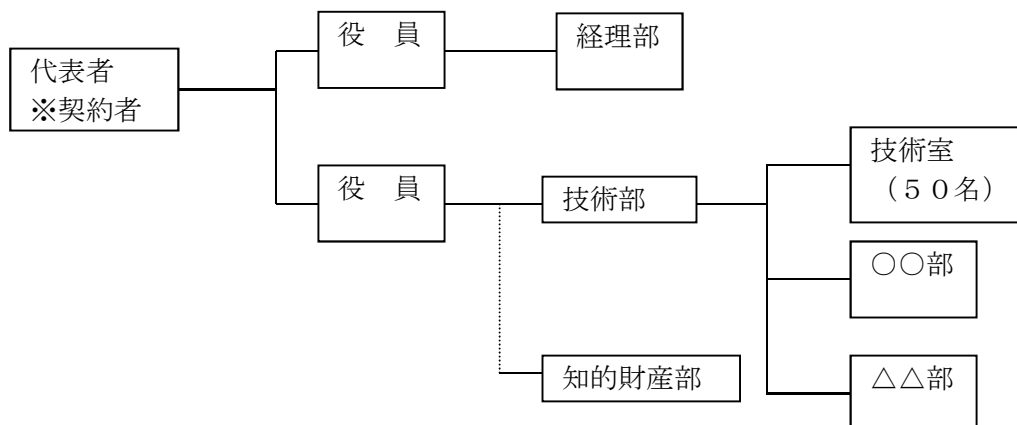 役　員
経理部
代表者
※契約者
役　員
技術部
技術室
（５０名）
○○部
知的財産部
△△部